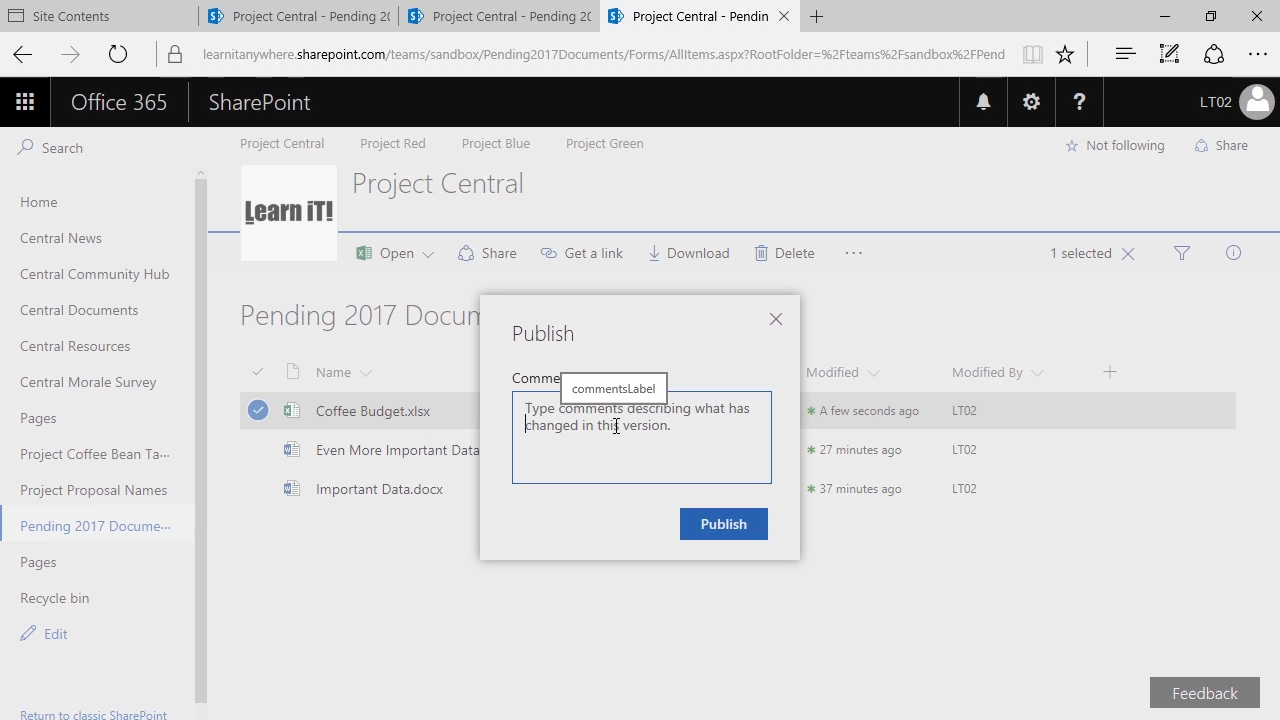 Site Contents
Project Central - Pending 20
Project Central - Pending 20
Project Central - Pendin
learnitanywhere.sharepoint.com/teams/sandbox/Pending2017Documents/Forms/AllItems.aspx?RootFolder=%2Fteams%2Fsandbox%2FPend
Office 365
SharePoint
LT02
Search
Project Central
Project Red
Project Blue
Project Green
Not following
Share
Learn iT!
Project Central
Home
Central News
Central Community Hub
Central Documents
Central Resources
Central Morale Survey
Pages
Project Coffee Bean Ta...
Project Proposal Names
Pending 2017 Docume...
Pages
Recycle bin
Edit
Return to classic SharePoint
Open
Share
Get a link
Download
Delete
1 selected
Pending 2017 Docum
Name
Modified
Modified By
Coffee Budget.xlsx
A few seconds ago
LT02
Even More Important Data
27 minutes ago
LT02
Important Data.docx
37 minutes ago
LT02
Publish
Comme
commentsLabel
Type comments describing what has
changed in this version.
Publish
Feedback